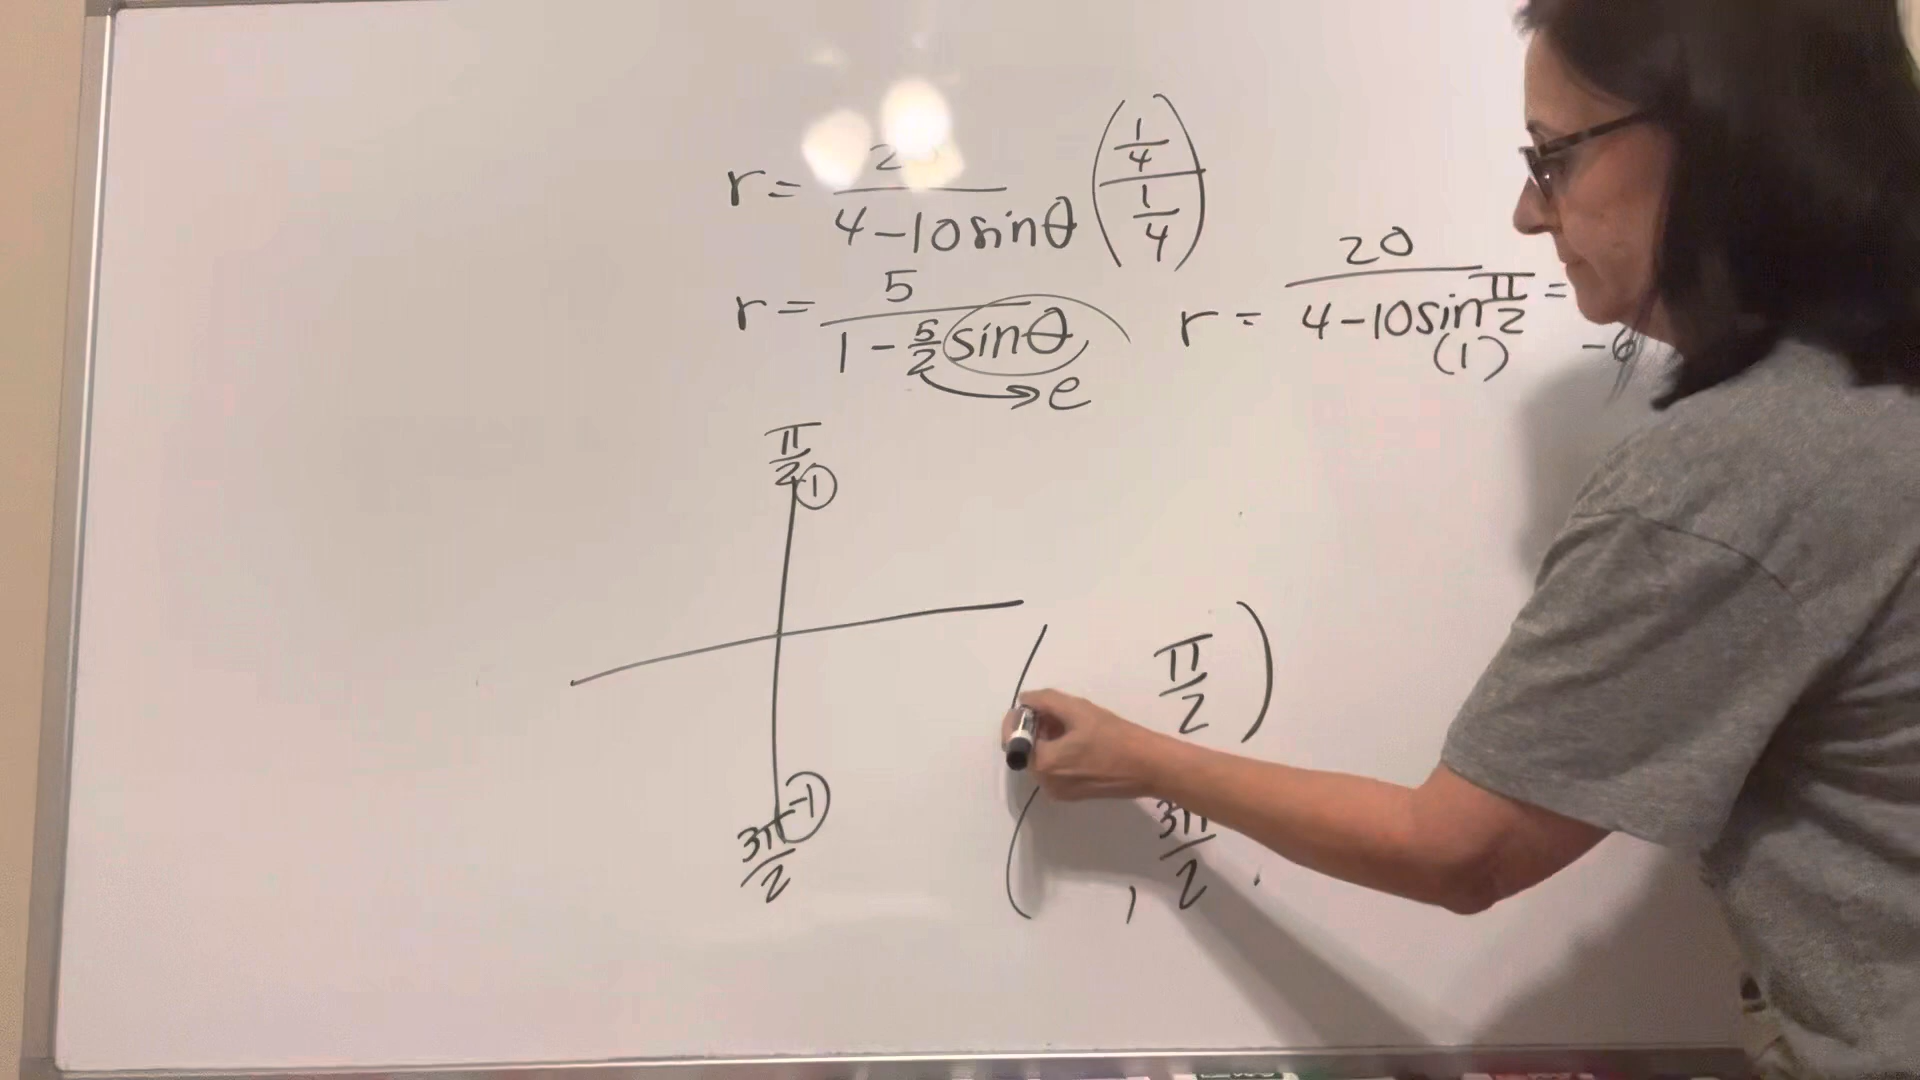 r = 2 / 4-10sinθ (1/4 / 1/4)
r = 5 / 1 - 5/2 sinθ → e
r = 20 / 4-10sin π/2 (1) = -6
π/2 1
( π/2 )
3π/2 -1
( , 3π/2